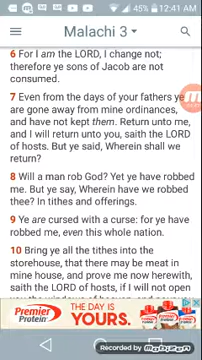 45% 12:41 AM
Malachi 3
6 For I am the LORD, I change not;
therefore ye sons of Jacob are not
consumed.
7 Even from the days of your fathers ye
are gone away from mine ordinances,
and have not kept them. Return unto me,
and I will return unto you, saith the LORD
of hosts. But ye said, Wherein shall we
return?
8 Will a man rob God? Yet ye have robbed
me. But ye say, Wherein have we robbed
thee? In tithes and offerings.
9 Ye are cursed with a curse: for ye have
robbed me, even this whole nation.
10 Bring ye all the tithes into the
storehouse, that there may be meat in
mine house, and prove me now herewith,
saith the LORD of hosts, if I will not open
you the windows of heaven, and pour
Premier
Protein
THE DAY IS
YOURS.
Recorded by